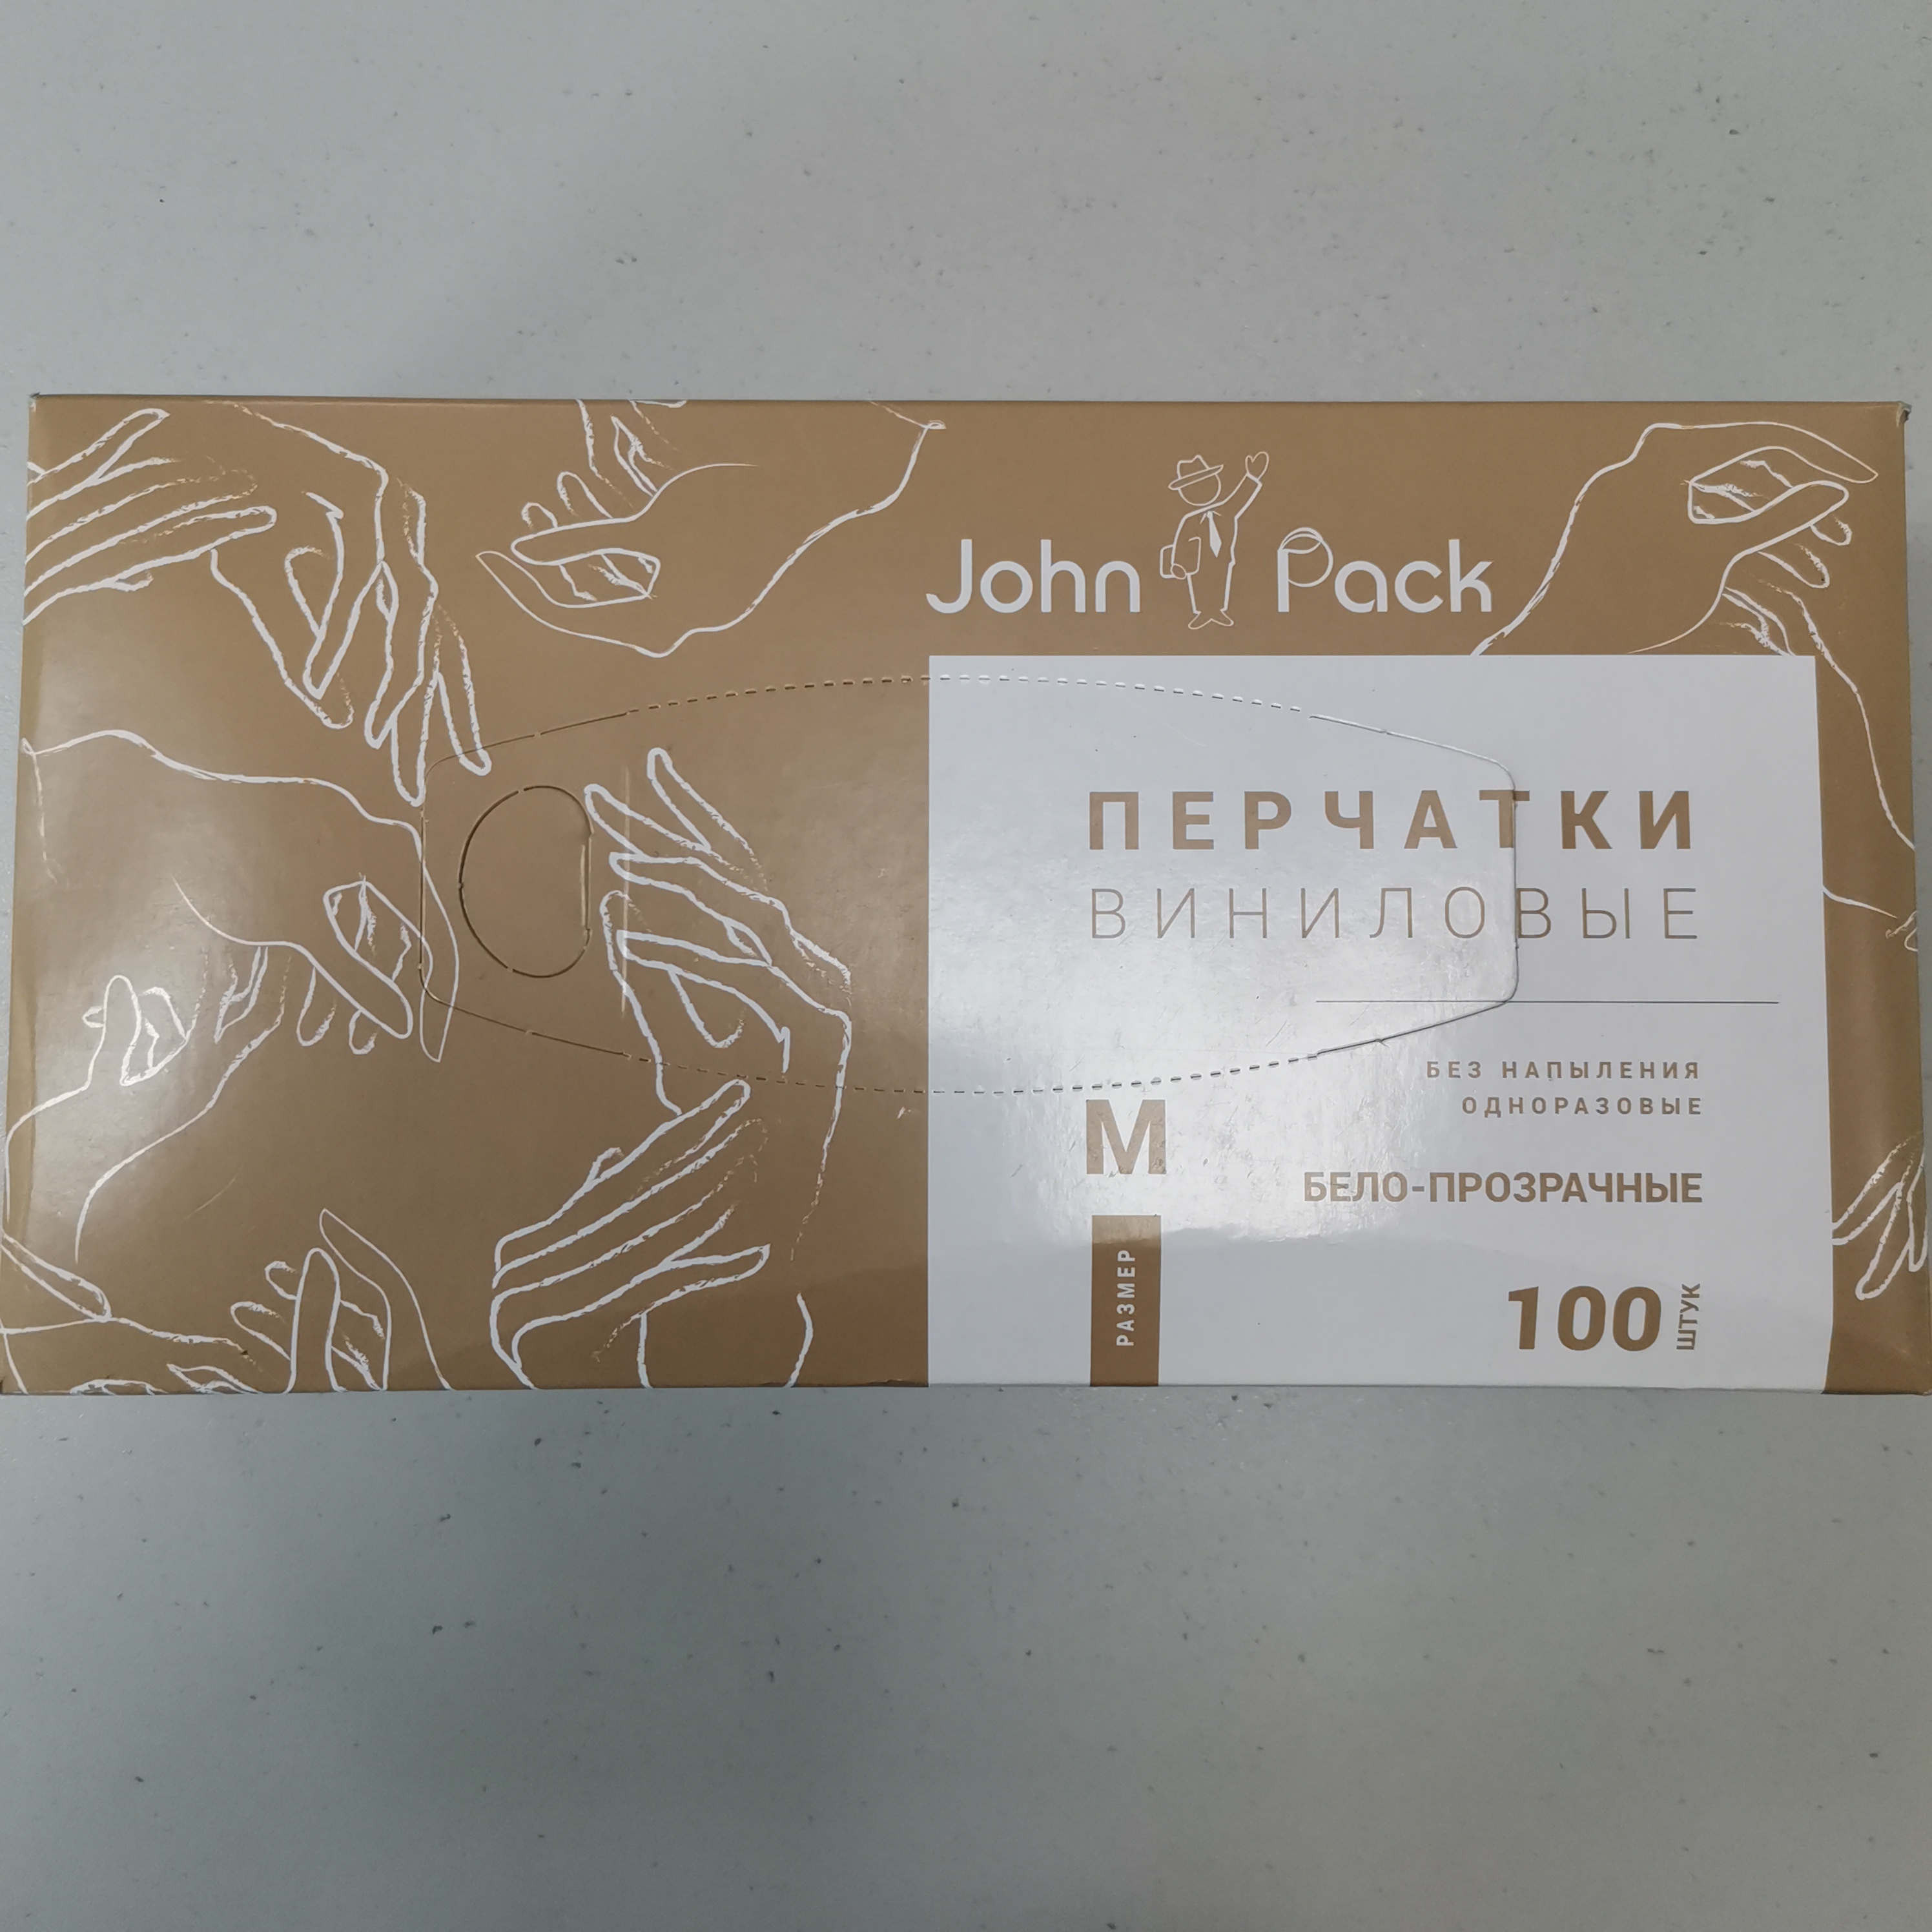 John Pack
ПЕРЧАТКИ
ВИНИЛОВЫЕ
БЕЗ НАПЫЛЕНИЯ
ОДНОРАЗОВЫЕ
M
БЕЛО-ПРОЗРАЧНЫЕ
РАЗМЕР
100 ШТУК